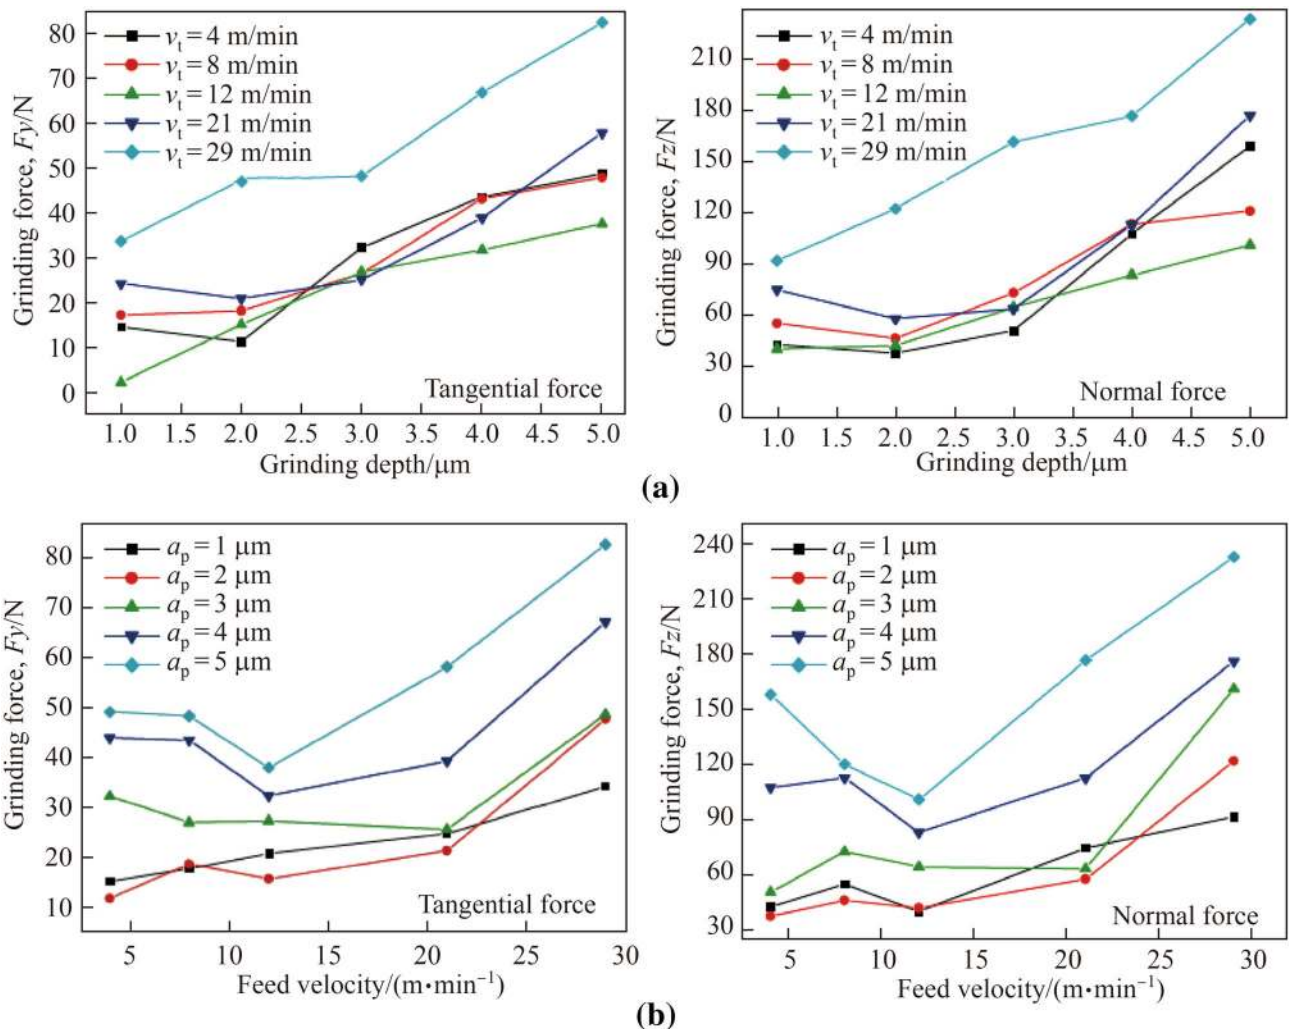 80
70
60
50
40
30
20
10
0
Grinding force, Fy/N
vt = 4 m/min
vt = 8 m/min
vt = 12 m/min
vt = 21 m/min
vt = 29 m/min
Tangential force
1.0 1.5 2.0 2.5 3.0 3.5 4.0 4.5 5.0
Grinding depth/μm
210
180
150
120
90
60
30
0
Grinding force, Fz/N
vt = 4 m/min
vt = 8 m/min
vt = 12 m/min
vt = 21 m/min
vt = 29 m/min
Normal force
1.0 1.5 2.0 2.5 3.0 3.5 4.0 4.5 5.0
Grinding depth/μm
(a)
80
70
60
50
40
30
20
10
Grinding force, Fy/N
ap = 1 μm
ap = 2 μm
ap = 3 μm
ap = 4 μm
ap = 5 μm
Tangential force
5 10 15 20 25 30
Feed velocity/(m·min⁻¹)
240
210
180
150
120
90
60
30
Grinding force, Fz/N
ap = 1 μm
ap = 2 μm
ap = 3 μm
ap = 4 μm
ap = 5 μm
Normal force
5 10 15 20 25 30
Feed velocity/(m·min⁻¹)
(b)